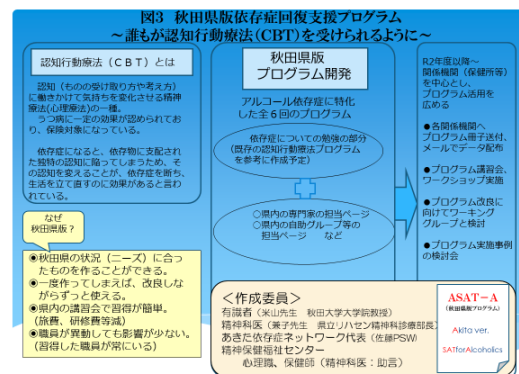 図3 秋田県版依存症回復支援プログラム
～誰もが認知行動療法(CBT)を受けられるように～
認知行動療法(CBT)とは
認知（ものの受け取り方や考え方）
に働きかけて気持ちを変化させる精神
療法(心理療法)の一種。
うつ病に一定の効果が認められてお
り、保険対象になっている。
依存症になると、依存物に支配され
た独特の認知に陥ってしまうため、そ
の認知を変えることが、依存症を断ち、
生活を立て直すのに効果があると言わ
れている。
なぜ
秋田県版？
◉秋田県の状況（ニーズ）に合っ
たものを作ることができる。
◉一度作ってしまえば、改良しな
がらずっと使える。
◉県内の講習会で習得が簡単。
（旅費、研修費等減）
◉職員が異動しても影響が少ない。
（習得した職員が常にいる）
秋田県版
プログラム開発
アルコール依存症に特化
した全６回のプログラム
依存症についての勉強の部分
（既存の認知行動療法プログラム
を参考に作成予定）
○県内の専門家の担当ページ
○県内の自助グループ等の
担当ページ など
R2年度以降～
関係機関（保健所等）
を中心とし、
プログラム活用を
広める
●各関係機関へ
プログラム冊子送付、
メールでデータ配布
●プログラム講習会、
ワークショップ実施
●プログラム改良に
向けてワーキング
グループと検討
●プログラム実施事例
の検討会
＜作成委員＞
有識者（米山先生 秋田大学大学院教授）
精神科医（兼子先生 県立リハセン精神科診療部長）
あきた依存症ネットワーク代表（佐藤PSW）
精神保健福祉センター
心理職、保健師（精神科医：助言）
ASAT－A
（秋田県版プログラム）
Akita ver.
SATforAlcoholics